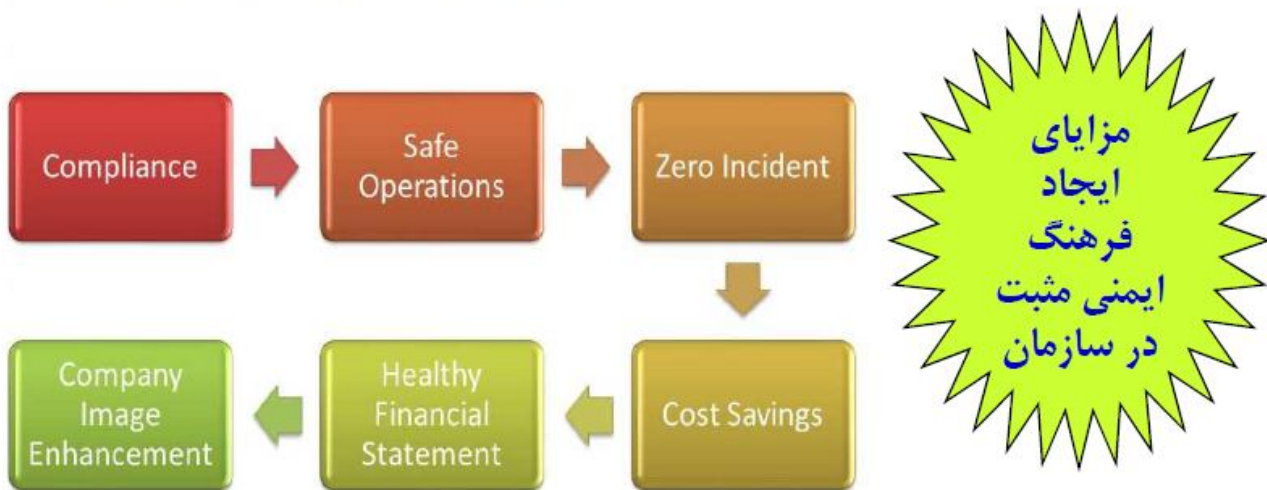 Compliance
Safe
Operations
Zero Incident
Cost Savings
Healthy
Financial
Statement
Company
Image
Enhancement
مزایای
ایجاد
فرهنگ
ایمنی مثبت
در سازمان